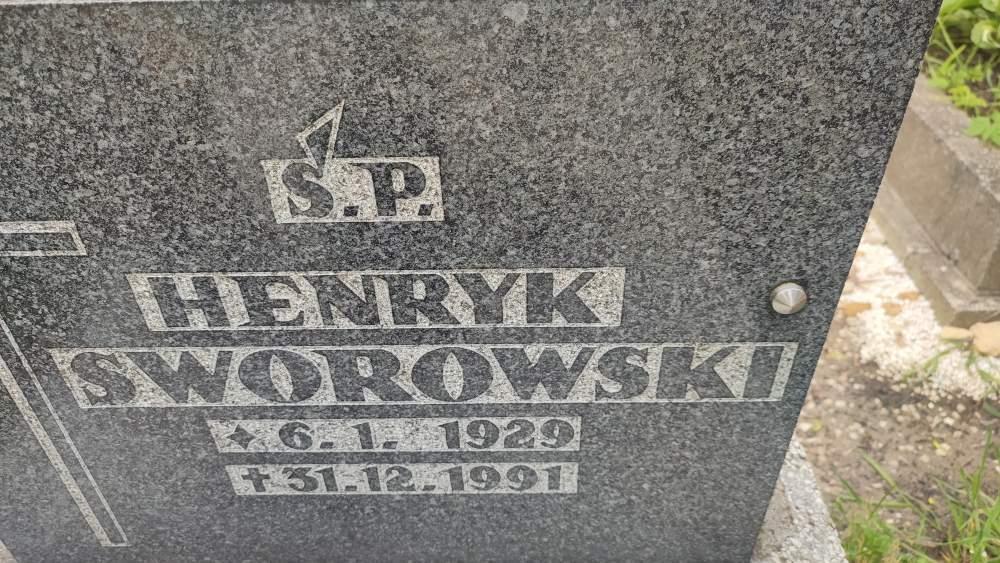 Ś.P.
HENRYK
SWOROWSKI
✦ 6. 1. 1929
✝ 31.12.1991